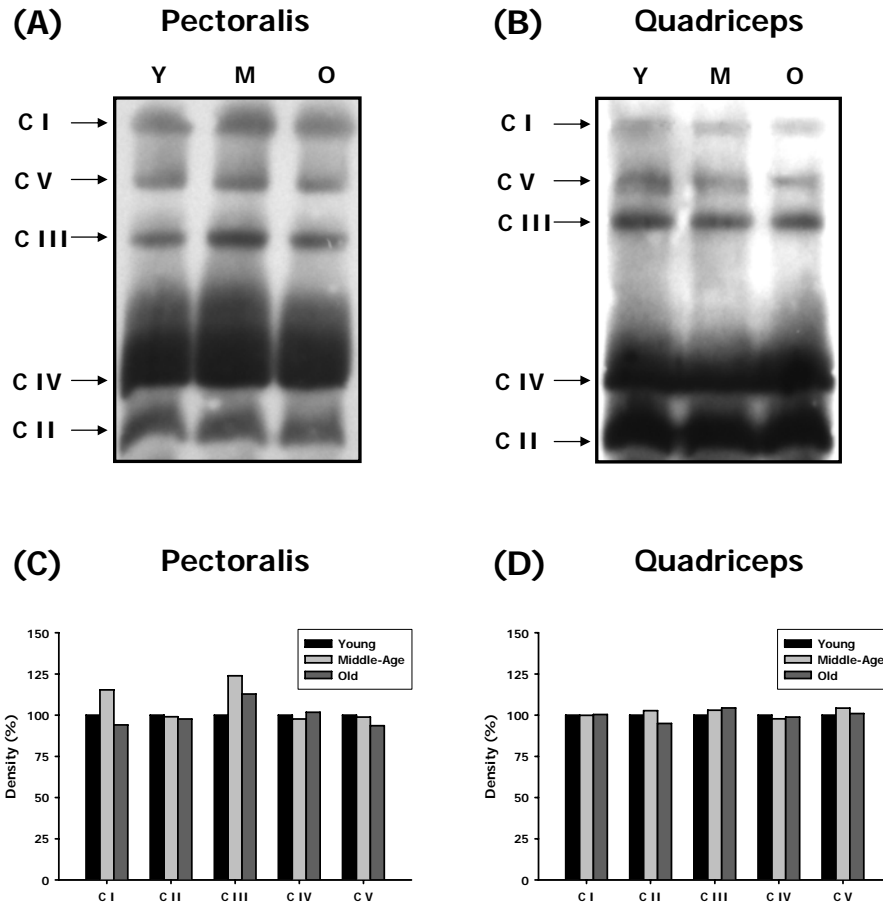 (A) Pectoralis
Y M O
C I
C V
C III
C IV
C II
(B) Quadriceps
Y M O
C I
C V
C III
C IV
C II
(C) Pectoralis
150
125
100
75
50
25
0
Density (%)
Young
Middle-Age
Old
C I C II C III C IV C V
(D) Quadriceps
150
125
100
75
50
25
0
Density (%)
Young
Middle-Age
Old
C I C II C III C IV C V